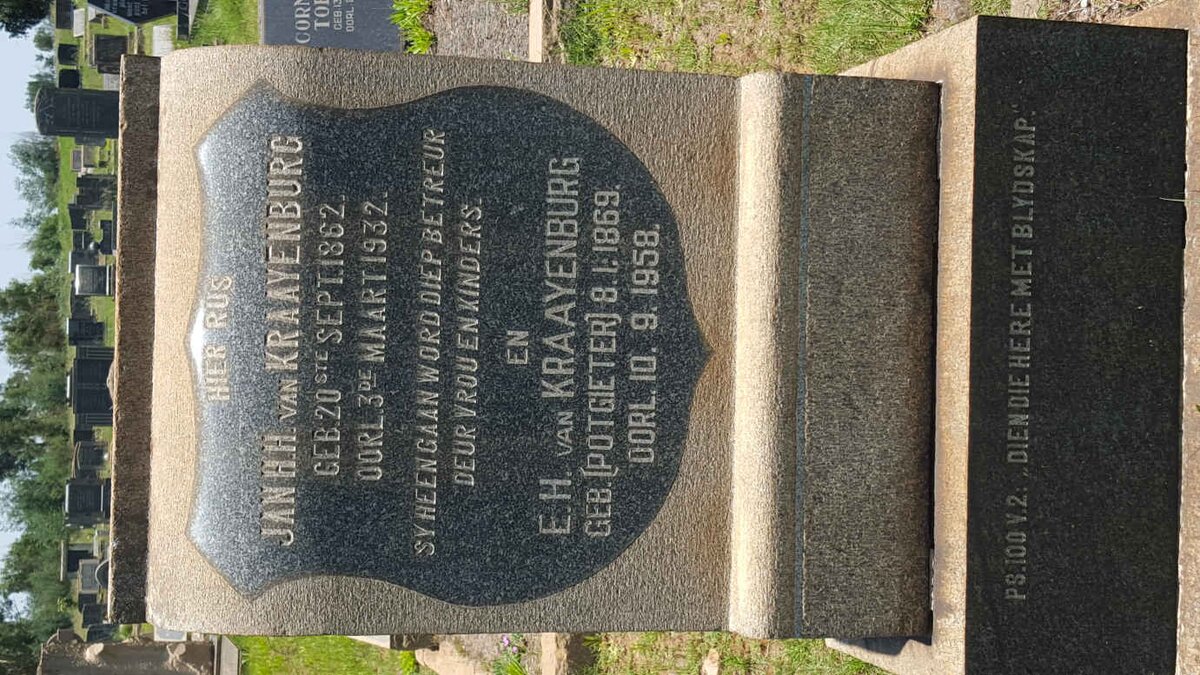 HIER RUS
JAN H H VAN KRAAYENBURG
GEB. 20STE SEPT. 1862.
OORL. 3DE MAART 1932.
SY HEENGAAN WORD DIEP BETREUR
DEUR VROU EN KINDERS.
EN
E.H. VAN KRAAYENBURG
GEB. (POTGIETER) 8.1.1869.
OORL. 10.9.1958.
PS. 100 V. 2. „DIEN DIE HERE MET BLYDSKAP."
CORN